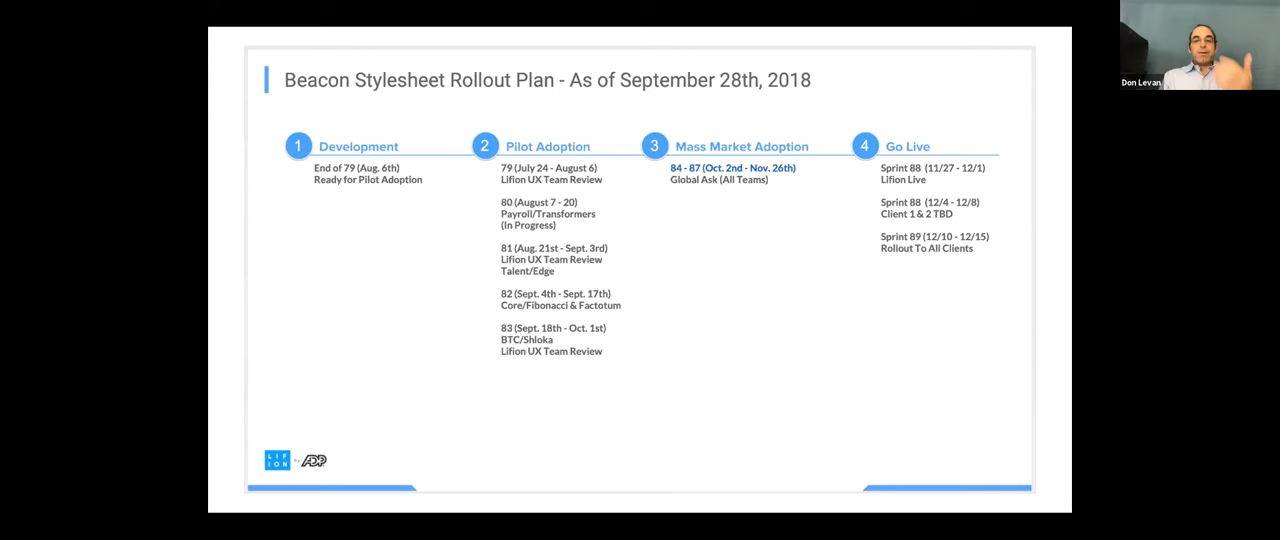 Beacon Stylesheet Rollout Plan - As of September 28th, 2018
1 Development
End of 79 (Aug. 6th)
Ready for Pilot Adoption
2 Pilot Adoption
79 (July 24 - August 6)
Lifion UX Team Review
80 (August 7 - 20)
Payroll/Transformers
(In Progress)
81 (Aug. 21st - Sept. 3rd)
Lifion UX Team Review
Talent/Edge
82 (Sept. 4th - Sept. 17th)
Core/Fibonacci & Factotum
83 (Sept. 18th - Oct. 1st)
BTC/Shloka
Lifion UX Team Review
3 Mass Market Adoption
84 - 87 (Oct. 2nd - Nov. 26th)
Global Ask (All Teams)
4 Go Live
Sprint 88 (11/27 - 12/1)
Lifion Live
Sprint 88 (12/4 - 12/8)
Client 1 & 2 TBD
Sprint 89 (12/10 - 12/15)
Rollout To All Clients
LIF
ION
by ADP
Don Levan